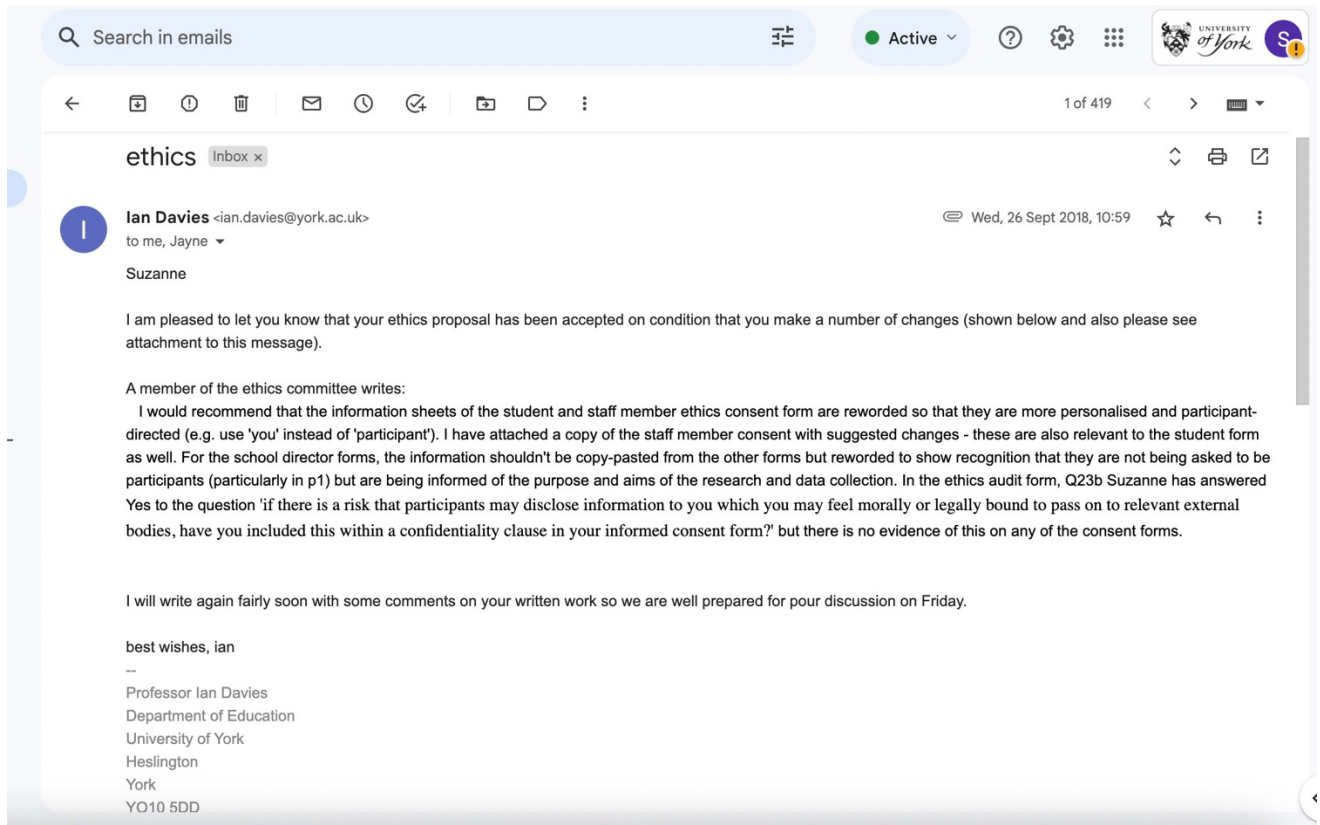 Search in emails
Active
UNIVERSITY
of York
S
!
1 of 419
ethics
Inbox ×
I
Ian Davies <ian.davies@york.ac.uk>
Wed, 26 Sept 2018, 10:59
to me, Jayne
Suzanne
I am pleased to let you know that your ethics proposal has been accepted on condition that you make a number of changes (shown below and also please see
attachment to this message).
A member of the ethics committee writes:
I would recommend that the information sheets of the student and staff member ethics consent form are reworded so that they are more personalised and participant-
directed (e.g. use 'you' instead of 'participant'). I have attached a copy of the staff member consent with suggested changes - these are also relevant to the student form
as well. For the school director forms, the information shouldn't be copy-pasted from the other forms but reworded to show recognition that they are not being asked to be
participants (particularly in p1) but are being informed of the purpose and aims of the research and data collection. In the ethics audit form, Q23b Suzanne has answered
Yes to the question 'if there is a risk that participants may disclose information to you which you may feel morally or legally bound to pass on to relevant external
bodies, have you included this within a confidentiality clause in your informed consent form?' but there is no evidence of this on any of the consent forms.
I will write again fairly soon with some comments on your written work so we are well prepared for pour discussion on Friday.
best wishes, ian
--
Professor Ian Davies
Department of Education
University of York
Heslington
York
YO10 5DD